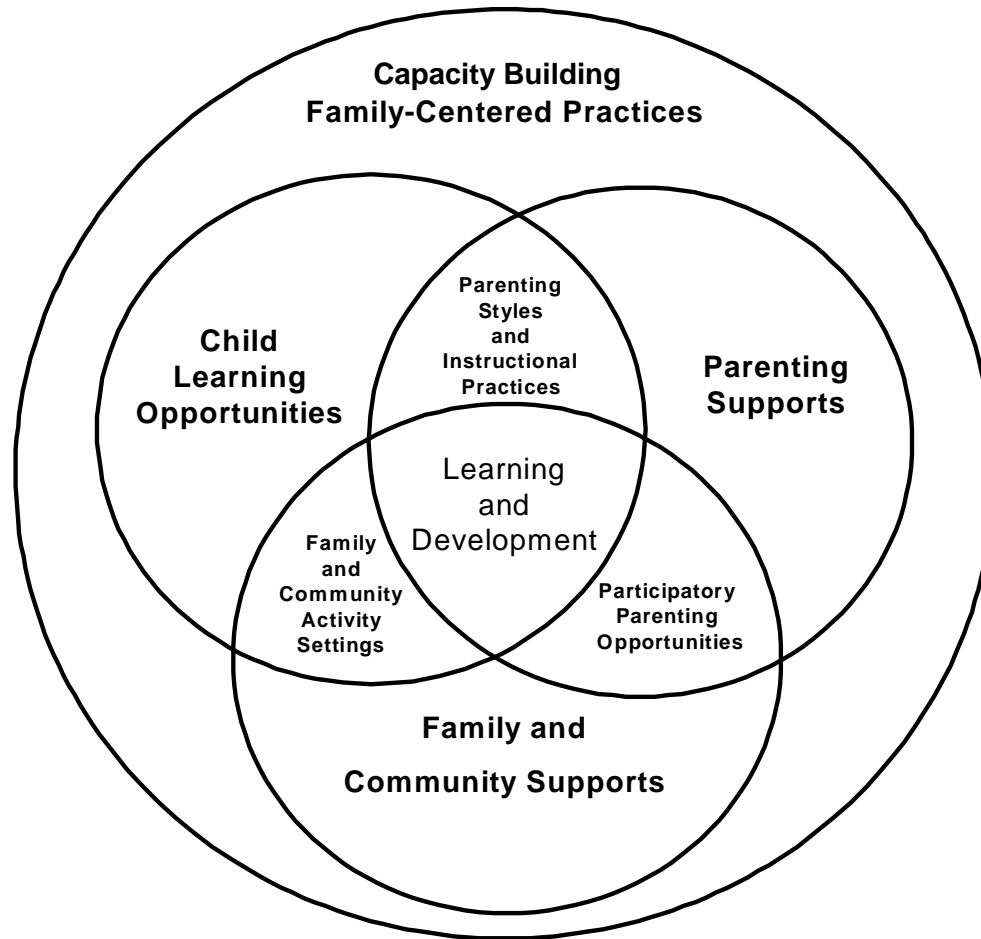 Capacity Building
Family-Centered Practices
Parenting
Styles
and
Instructional
Practices
Child
Learning
Opportunities
Parenting
Supports
Learning
and
Development
Family
and
Community
Activity
Settings
Participatory
Parenting
Opportunities
Family and
Community Supports